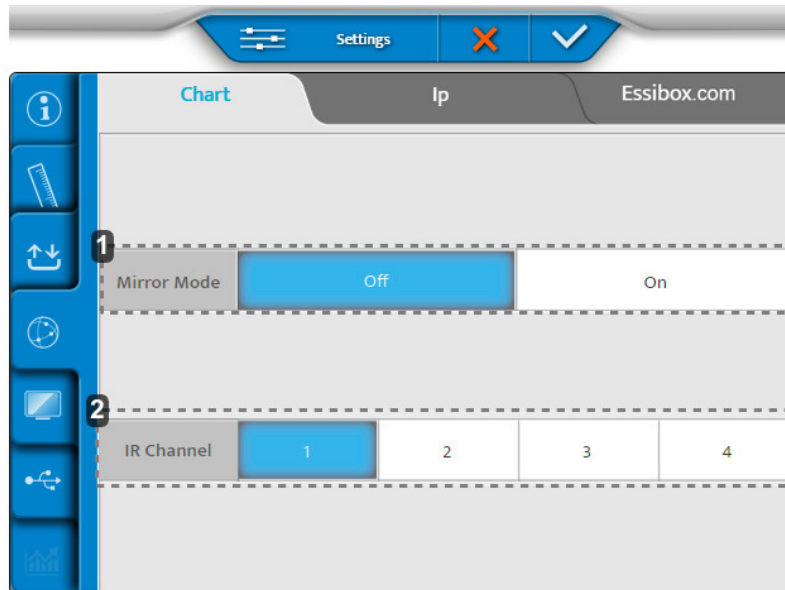 Settings
Chart Ip Essibox.com
1
Mirror Mode Off On
2
IR Channel 1 2 3 4